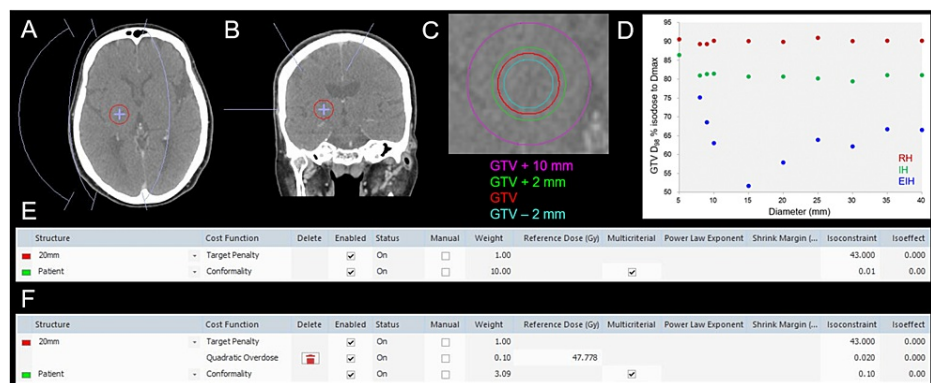 A
B
C
D
GTV + 10 mm
GTV + 2 mm
GTV
GTV – 2 mm
GTV D98 % isodose to Dmax
95
90
85
80
75
70
65
60
55
50
5 10 15 20 25 30 35 40
Diameter (mm)
RH
IH
EIH
E
Structure Cost Function Delete Enabled Status Manual Weight Reference Dose (Gy) Multicriterial Power Law Exponent Shrink Margin (... Isoconstraint Isoeffect
20mm Target Penalty On 1.00 43.000 0.000
Patient Conformality On 10.00 0.01 0.00
F
Structure Cost Function Delete Enabled Status Manual Weight Reference Dose (Gy) Multicriterial Power Law Exponent Shrink Margin (... Isoconstraint Isoeffect
20mm Target Penalty On 1.00 43.000 0.000
Quadratic Overdose On 0.10 47.778 0.020 0.000
Patient Conformality On 3.09 0.10 0.00